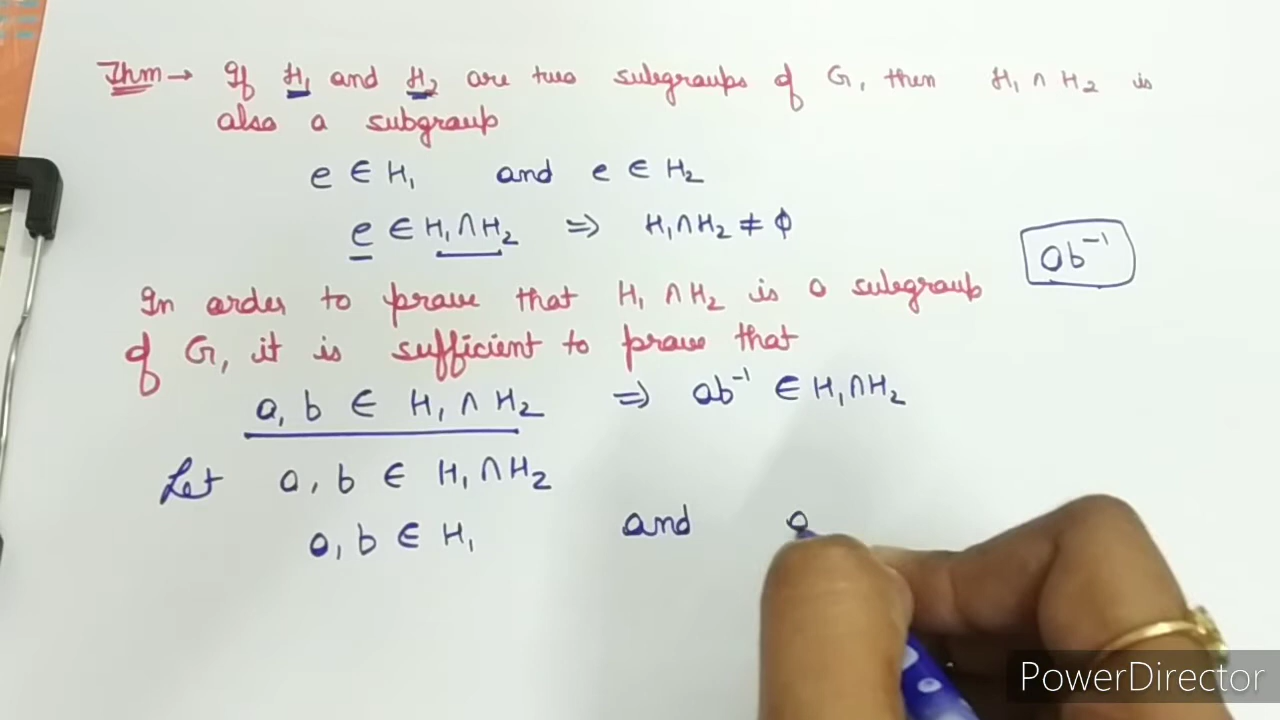 Thm → If H₁ and H₂ are two subgroups of G, then H₁ ∩ H₂ is
also a subgroup
e ∈ H₁ and e ∈ H₂
e ∈ H₁∩H₂ ⇒ H₁∩H₂ ≠ ϕ
ab⁻¹
In order to prove that H₁ ∩H₂ is a subgroup
of G, it is sufficient to prove that
a, b ∈ H₁ ∩ H₂ ⇒ ab⁻¹ ∈ H₁∩H₂
Let a, b ∈ H₁∩H₂
a, b ∈ H₁ and a
PowerDirector